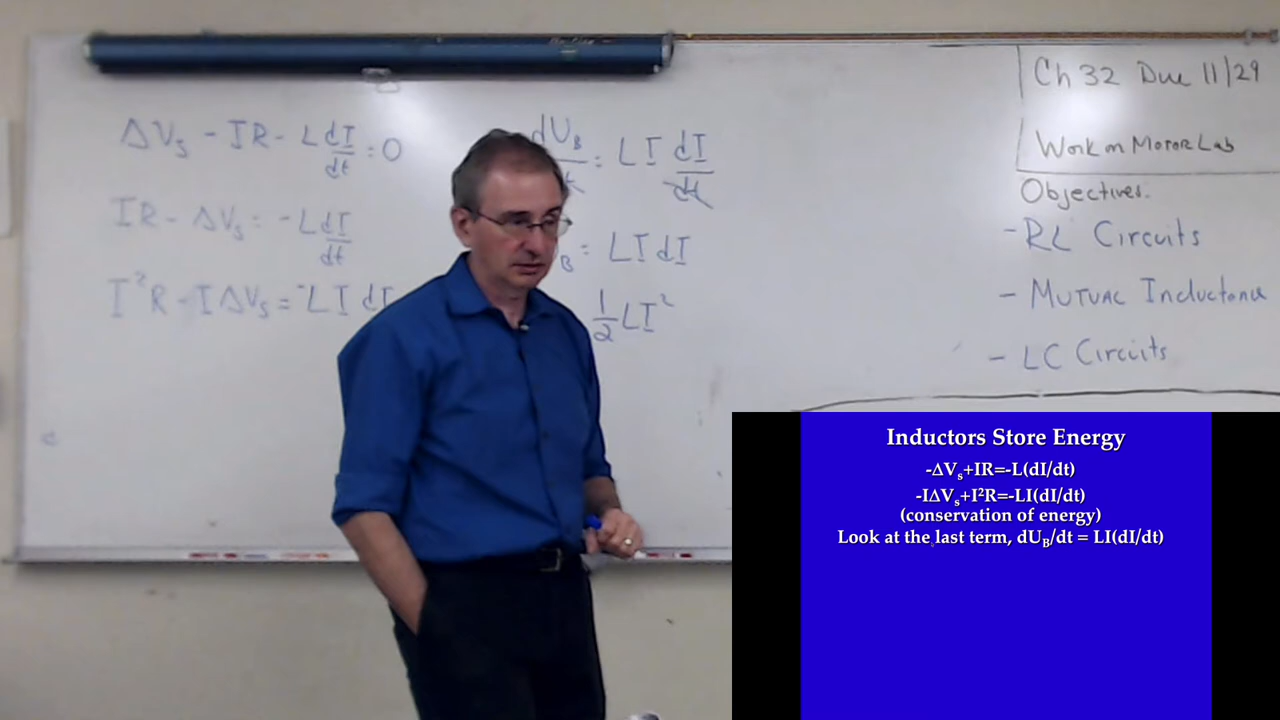 ΔVs - IR - L dI/dt = 0
IR - ΔVs = -L dI/dt
I²R - IΔVs = -LI dI
dUB = LI dI/dt
B = LI dI
1/2 LI²
Ch 32 Due 11/29
Work on Motor Lab
Objectives.
- RL Circuits
- Mutual Inductance
- LC Circuits
Inductors Store Energy
-ΔVs+IR=-L(dI/dt)
-IΔVs+I²R=-LI(dI/dt)
(conservation of energy)
Look at the last term, dUB/dt = LI(dI/dt)